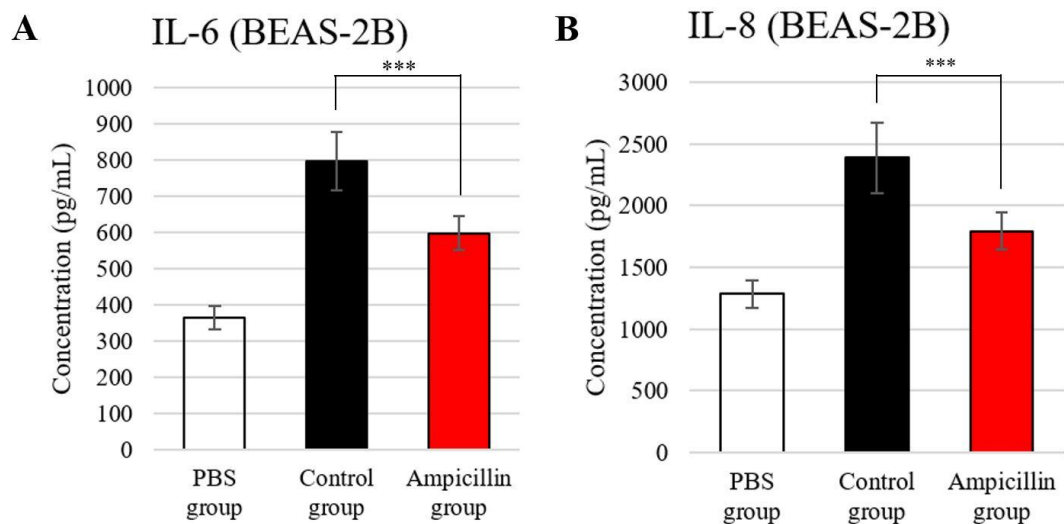 A
IL-6 (BEAS-2B)
***
Concentration (pg/mL)
1000
900
800
700
600
500
400
300
200
100
0
PBS
group
Control
group
Ampicillin
group
B
IL-8 (BEAS-2B)
***
Concentration (pg/mL)
3000
2500
2000
1500
1000
500
0
PBS
group
Control
group
Ampicillin
group